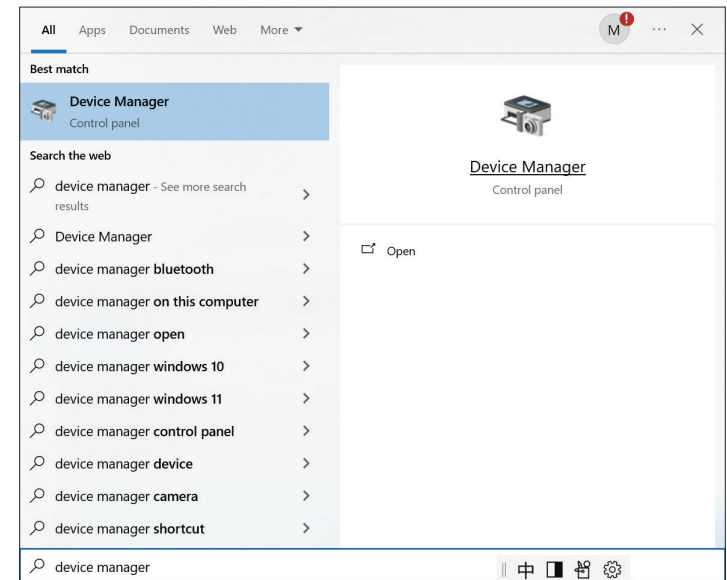 All Apps Documents Web More
M
Best match
Device Manager
Control panel
Search the web
device manager - See more search
results
Device Manager
device manager bluetooth
device manager on this computer
device manager open
device manager windows 10
device manager windows 11
device manager control panel
device manager device
device manager camera
device manager shortcut
Device Manager
Control panel
Open
device manager
中